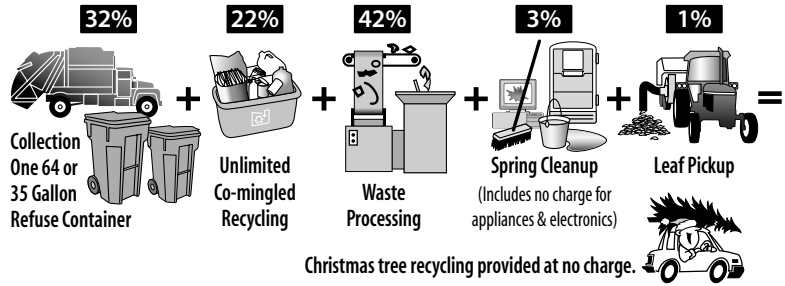 32%
22%
42%
3%
1%
+
+
+
+
=
Collection
One 64 or
35 Gallon
Refuse Container
Unlimited
Co-mingled
Recycling
Waste
Processing
Spring Cleanup
(Includes no charge for
appliances & electronics)
Leaf Pickup
Christmas tree recycling provided at no charge.